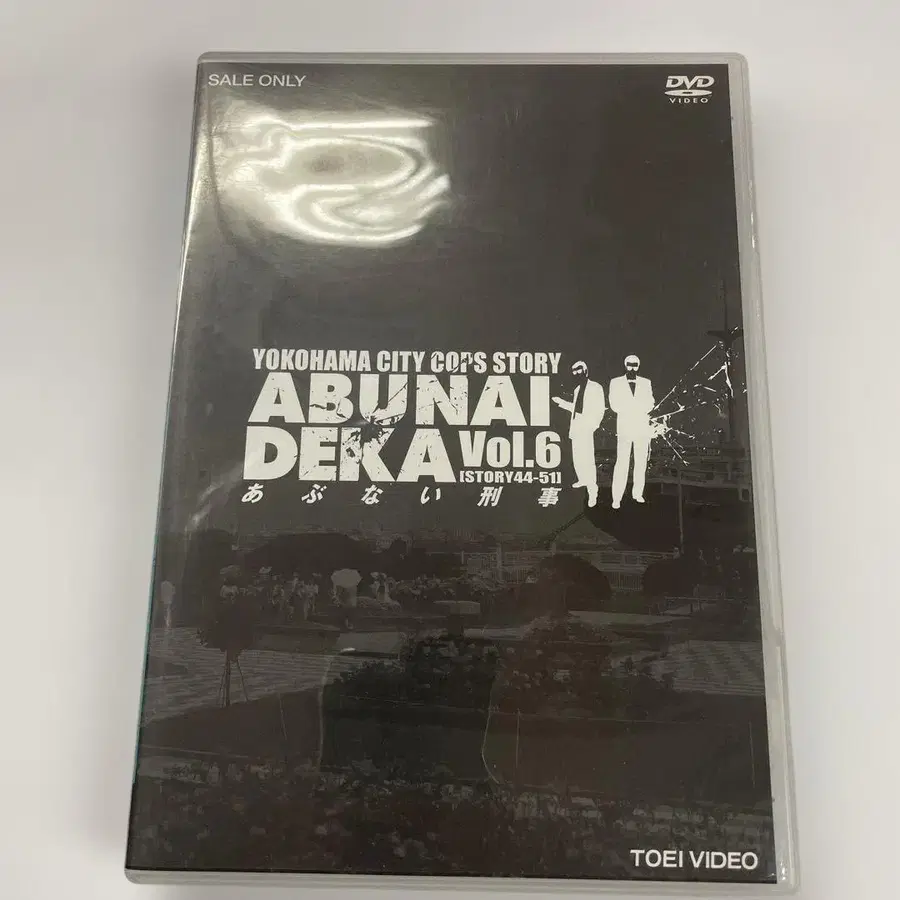 SALE ONLY
DVD
VIDEO
YOKOHAMA CITY COPS STORY
ABUNAI
DEKA Vol.6
[STORY44-51]
あぶない刑事
TOEI VIDEO